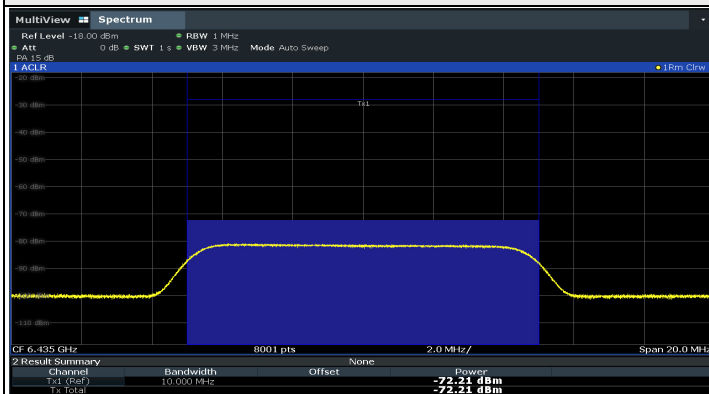 MultiView Spectrum
Ref Level -18.00 dBm RBW 1 MHz
Att 0 dB SWT 1 s VBW 3 MHz Mode Auto Sweep
PA 15 dB
1 ACLR 1Rm Clrw
-20 dBm
Tx1
-30 dBm
-40 dBm
-50 dBm
-60 dBm
-70 dBm
-80 dBm
-90 dBm
-110 dBm
CF 6.435 GHz 8001 pts 2.0 MHz/ Span 20.0 MHz
2 Result Summary None
Channel Bandwidth Offset Power
Tx1 (Ref) 10.000 MHz -72.21 dBm
Tx Total -72.21 dBm